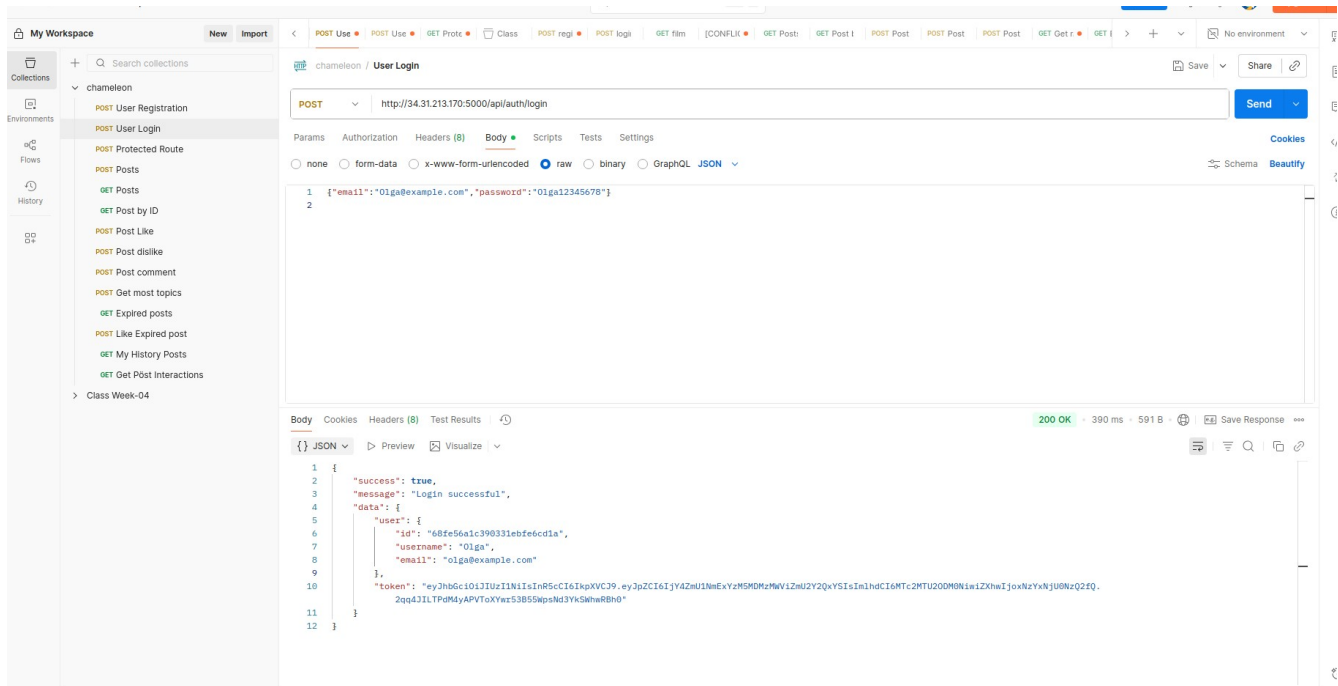 My Workspace New Import
POST Use POST Use GET Prote Class POST regi POST logii GET film [CONFLIC GET Posts GET Post I POST Post POST Post POST Post GET Get r. GET No environment
Collections
Search collections
chameleon / User Login Save Share
chameleon
POST User Registration
POST http://34.31.213.170:5000/api/auth/login Send
Environments
POST User Login
POST Protected Route
Params Authorization Headers (8) Body Scripts Tests Settings Cookies
Flows
POST Posts
none form-data x-www-form-urlencoded raw binary GraphQL JSON Schema Beautify
GET Posts
1 {"email":"Olga@example.com","password":"Olga12345678"}
2
History
GET Post by ID
POST Post Like
POST Post dislike
POST Post comment
POST Get most topics
GET Expired posts
POST Like Expired post
GET My History Posts
GET Get Pöst Interactions
Class Week-04
Body Cookies Headers (8) Test Results 200 OK 390 ms 591 B Save Response
{} JSON Preview Visualize
1 {
2 "success": true,
3 "message": "Login successful",
4 "data": {
5 "user": {
6 "id": "68fe56a1c390331ebfe6cd1a",
7 "username": "Olga",
8 "email": "olga@example.com"
9 },
10 "token": "eyJhbGciOiJIUzI1NiIsInR5cCI6IkpXVCJ9.eyJpZCI6IjY4ZmU1NmExYzM5MDMzMWViZmU2Y2QxYSIsImlhdCI6MTc2MTU2ODM0NiwiZXhwIjoxNzYxNjU0NzQ2fQ.
2qq4JILTPdM4yAPVToXYwr53B55WpsNd3YkSWhwRBh0"
11 }
12 }